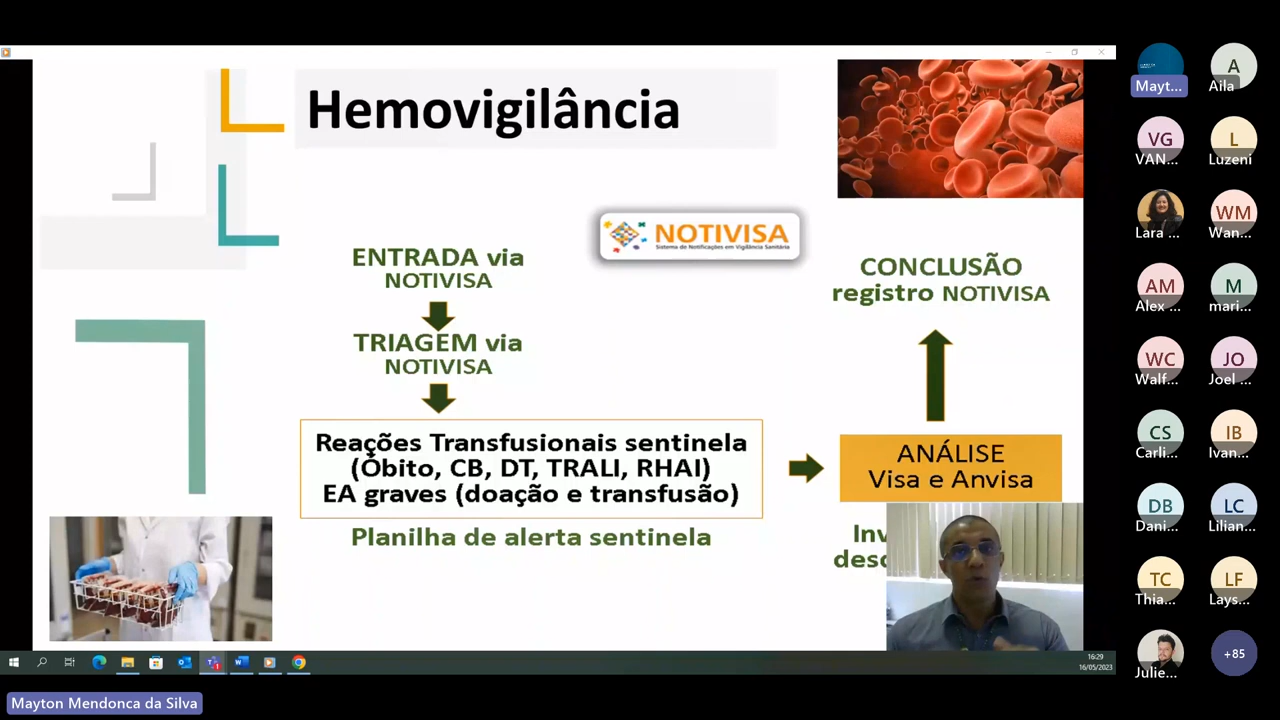 Hemovigilância
NOTIVISA
Sistema de Notificações em Vigilância Sanitária
ENTRADA via
NOTIVISA
TRIAGEM via
NOTIVISA
Reações Transfusionais sentinela
(Óbito, CB, DT, TRALI, RHAI)
EA graves (doação e transfusão)
Planilha de alerta sentinela
CONCLUSÃO
registro NOTIVISA
ANÁLISE
Visa e Anvisa
Inv
desc
16:29
16/05/2023
Mayton Mendonca da Silva
Mayt...
A
Aila
VG
VAN...
L
Luzeni
Lara ...
WM
Wan...
AM
Alex ...
M
mari...
WC
Walf...
JO
Joel ...
CS
Carli...
IB
Ivan...
DB
Dani...
LC
Lilian...
TC
Thia...
LF
Lays...
Julie...
+85